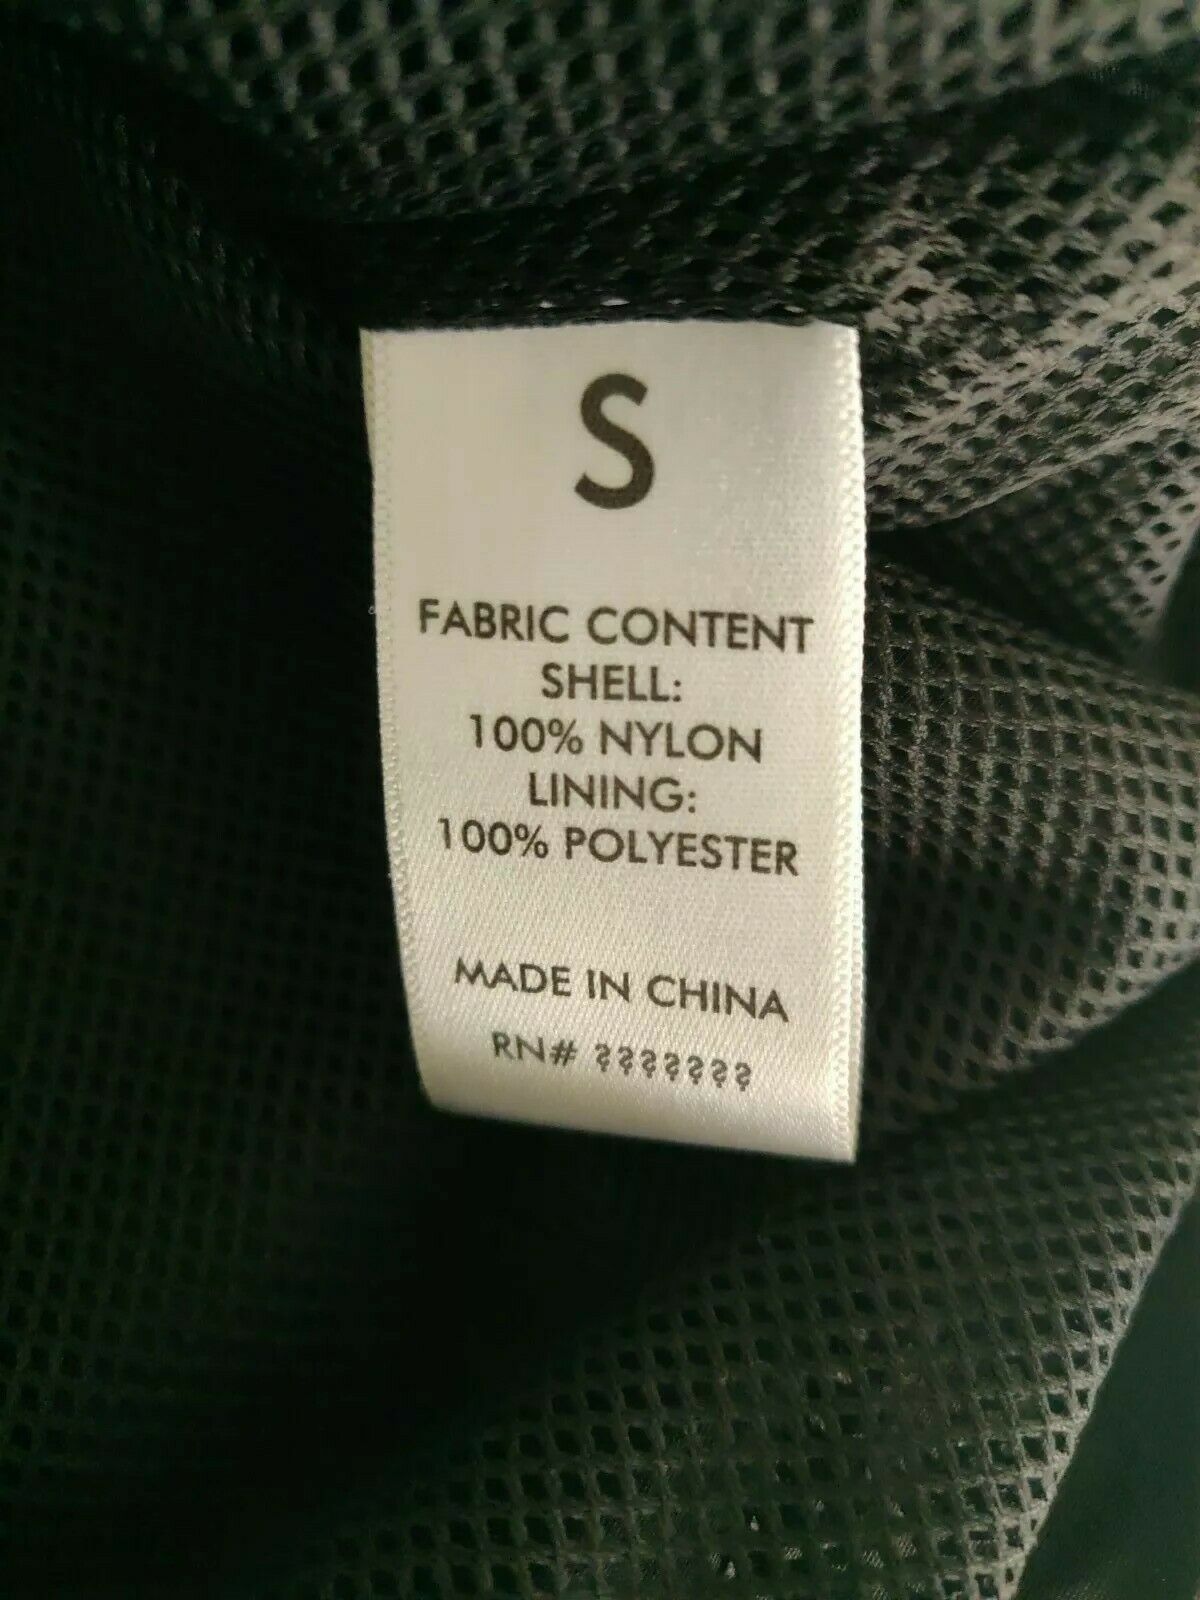 S
FABRIC CONTENT
SHELL:
100% NYLON
LINING:
100% POLYESTER
MADE IN CHINA
RN# ???????